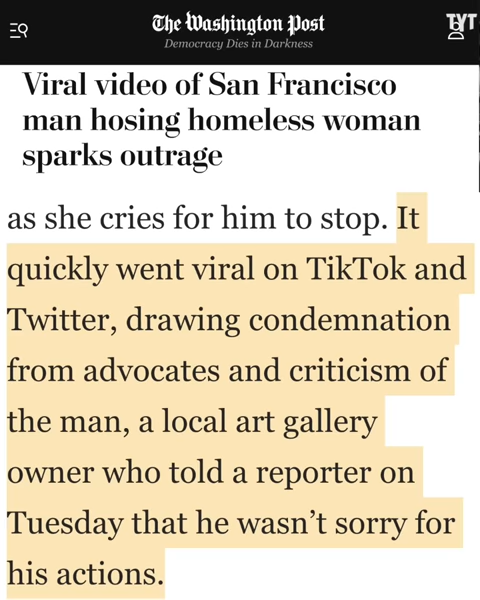 The Washington Post
TYT
Democracy Dies in Darkness
Viral video of San Francisco
man hosing homeless woman
sparks outrage
as she cries for him to stop. It
quickly went viral on TikTok and
Twitter, drawing condemnation
from advocates and criticism of
the man, a local art gallery
owner who told a reporter on
Tuesday that he wasn’t sorry for
his actions.